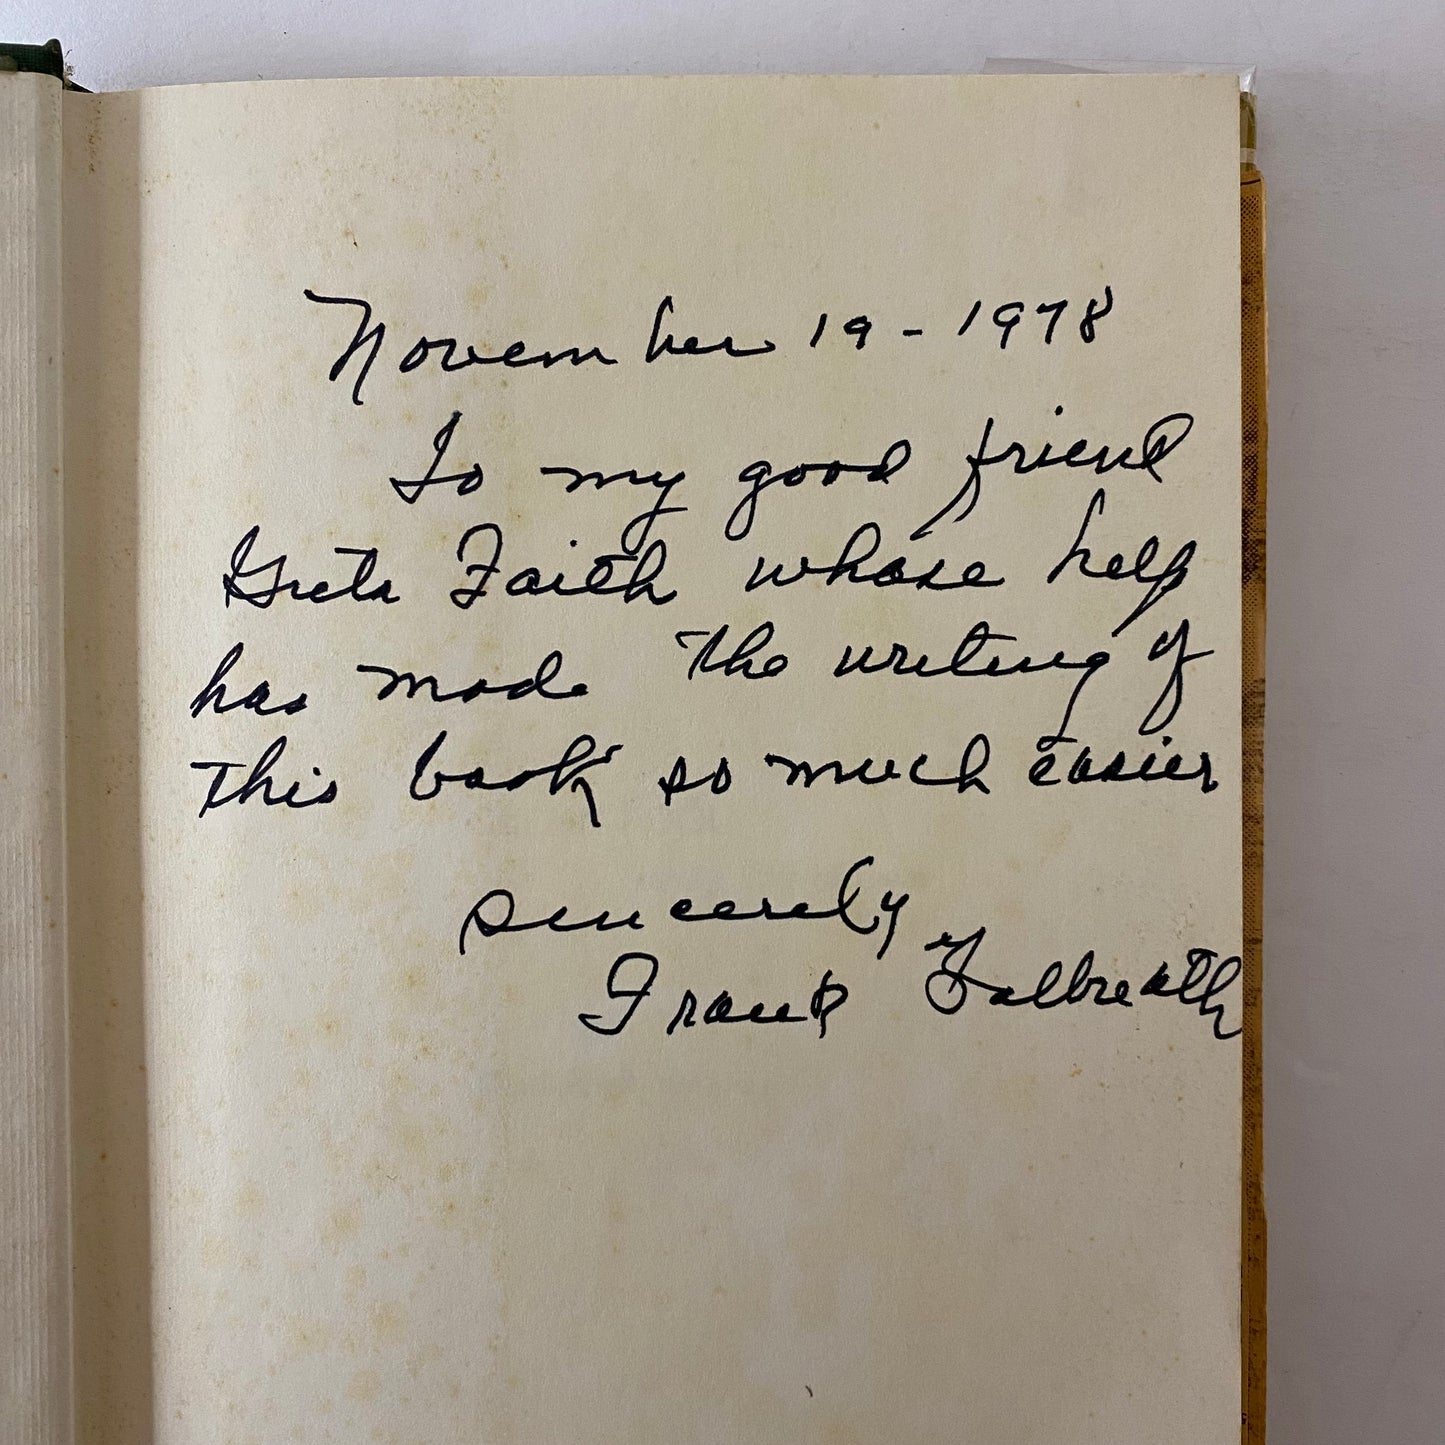 November 19 - 1978
To my good friend
Greta Faith whose help
has made the writing of
this book so much easier
sincerely
Frank Galbreath